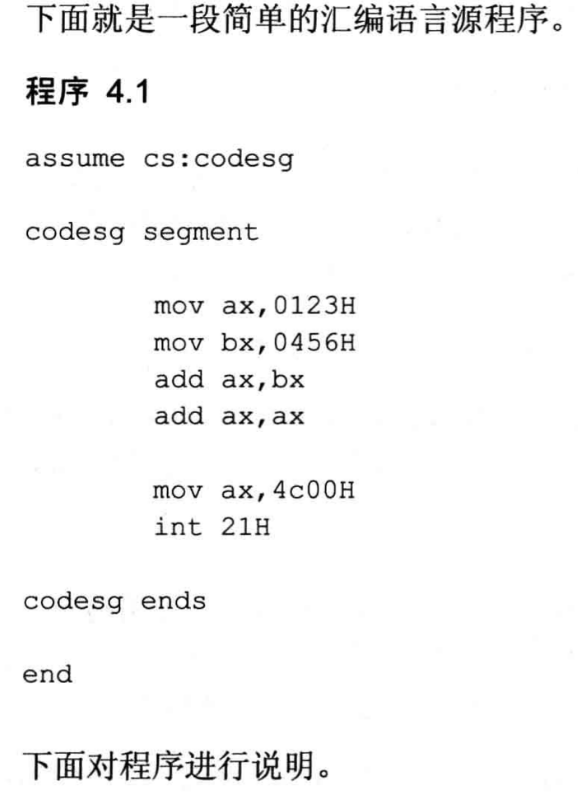 下面就是一段简单的汇编语言源程序。
程序 4.1
assume cs:codesg
codesg segment
mov ax,0123H
mov bx,0456H
add ax,bx
add ax,ax
mov ax,4c00H
int 21H
codesg ends
end
下面对程序进行说明。